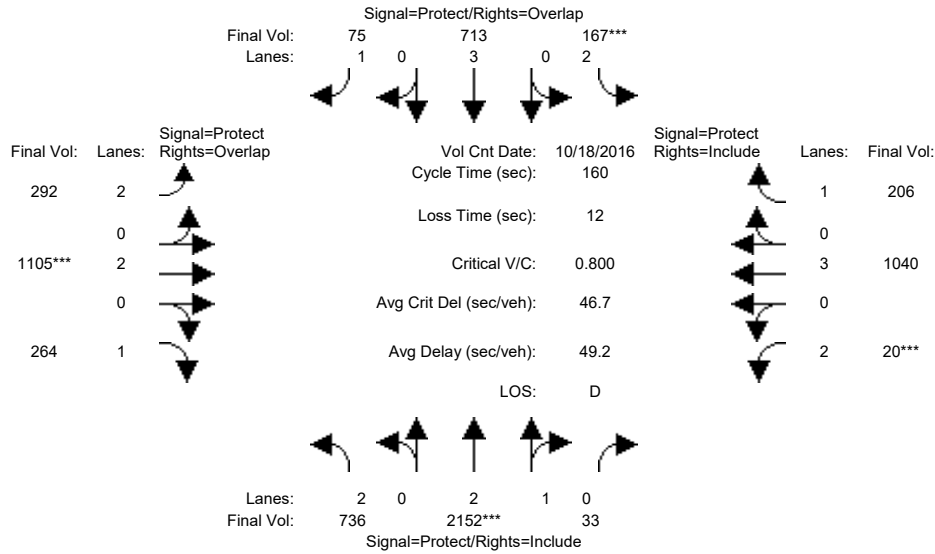 Signal=Protect/Rights=Overlap
Final Vol: 75 713 167***
Lanes: 1 0 3 0 2
Signal=Protect
Rights=Overlap
Final Vol: Lanes:
Vol Cnt Date: 10/18/2016
Signal=Protect
Rights=Include
Lanes: Final Vol:
Cycle Time (sec): 160
292 2
1 206
Loss Time (sec): 12
0
0
1105*** 2
Critical V/C: 0.800
3 1040
0
Avg Crit Del (sec/veh): 46.7
0
264 1
Avg Delay (sec/veh): 49.2
2 20***
LOS: D
Lanes: 2 0 2 1 0
Final Vol: 736 2152*** 33
Signal=Protect/Rights=Include